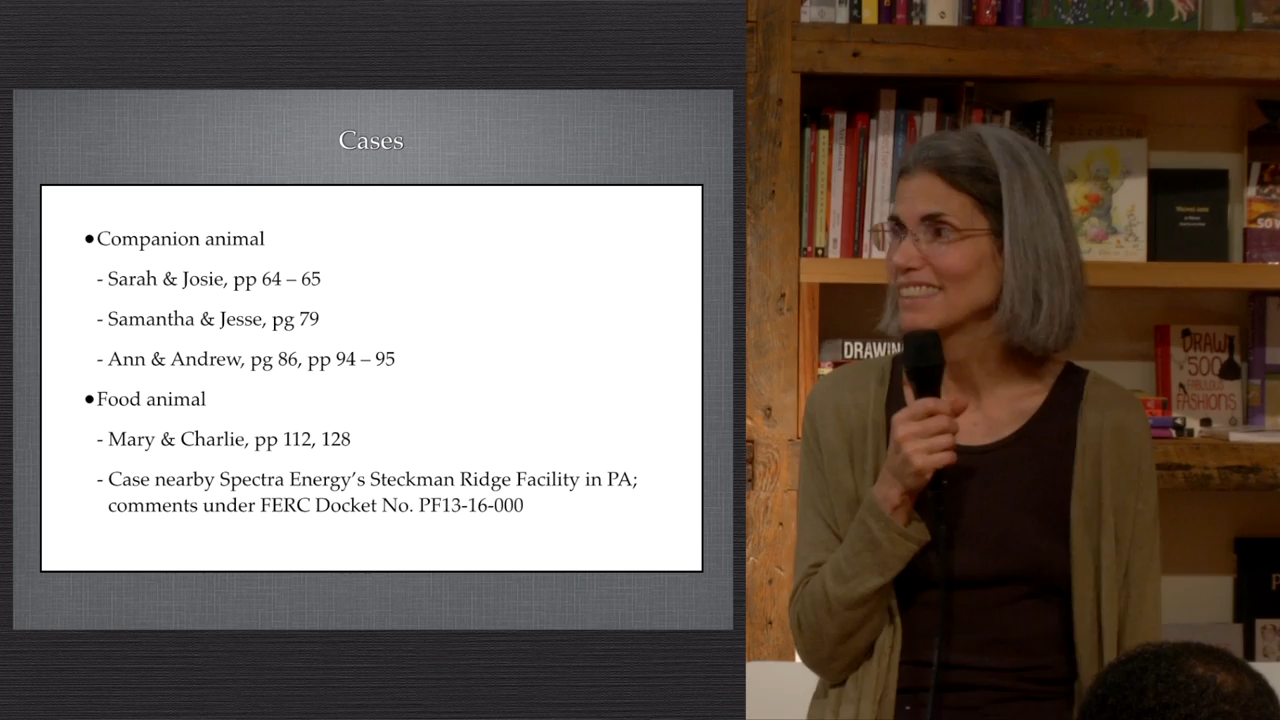 Cases
●Companion animal
- Sarah & Josie, pp 64 – 65
- Samantha & Jesse, pg 79
- Ann & Andrew, pg 86, pp 94 – 95
●Food animal
- Mary & Charlie, pp 112, 128
- Case nearby Spectra Energy's Steckman Ridge Facility in PA;
comments under FERC Docket No. PF13-16-000
DRAWING
DRAW
500
FABULOUS
FASHIONS